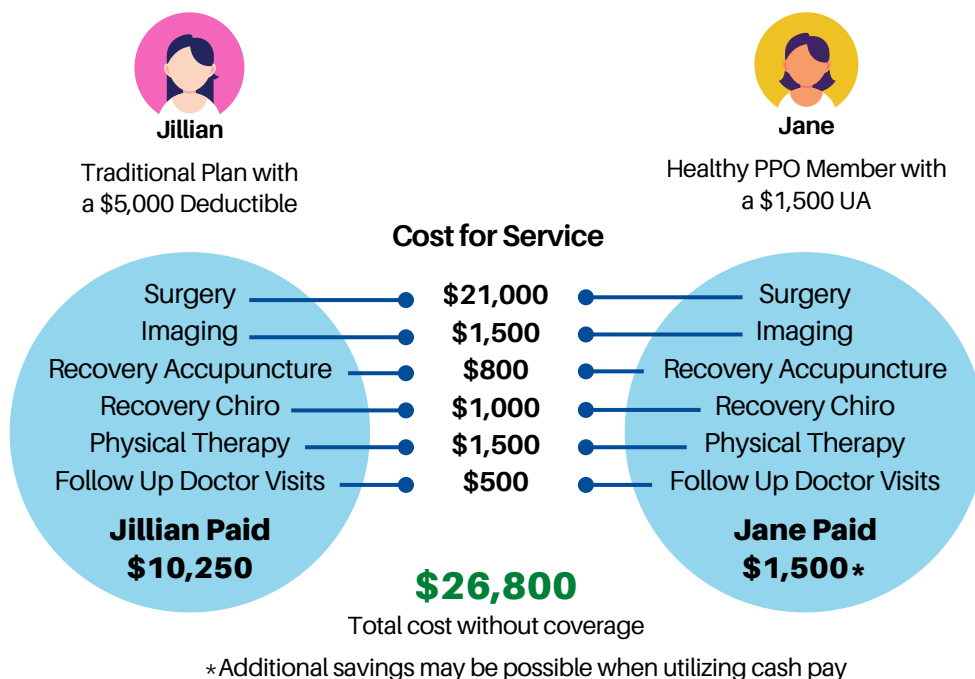 Jillian
Traditional Plan with
a $5,000 Deductible
Jane
Healthy PPO Member with
a $1,500 UA
Cost for Service
Surgery $21,000 Surgery
Imaging $1,500 Imaging
Recovery Accupuncture $800 Recovery Accupuncture
Recovery Chiro $1,000 Recovery Chiro
Physical Therapy $1,500 Physical Therapy
Follow Up Doctor Visits $500 Follow Up Doctor Visits
Jillian Paid
$10,250
Jane Paid
$1,500*
$26,800
Total cost without coverage
*Additional savings may be possible when utilizing cash pay